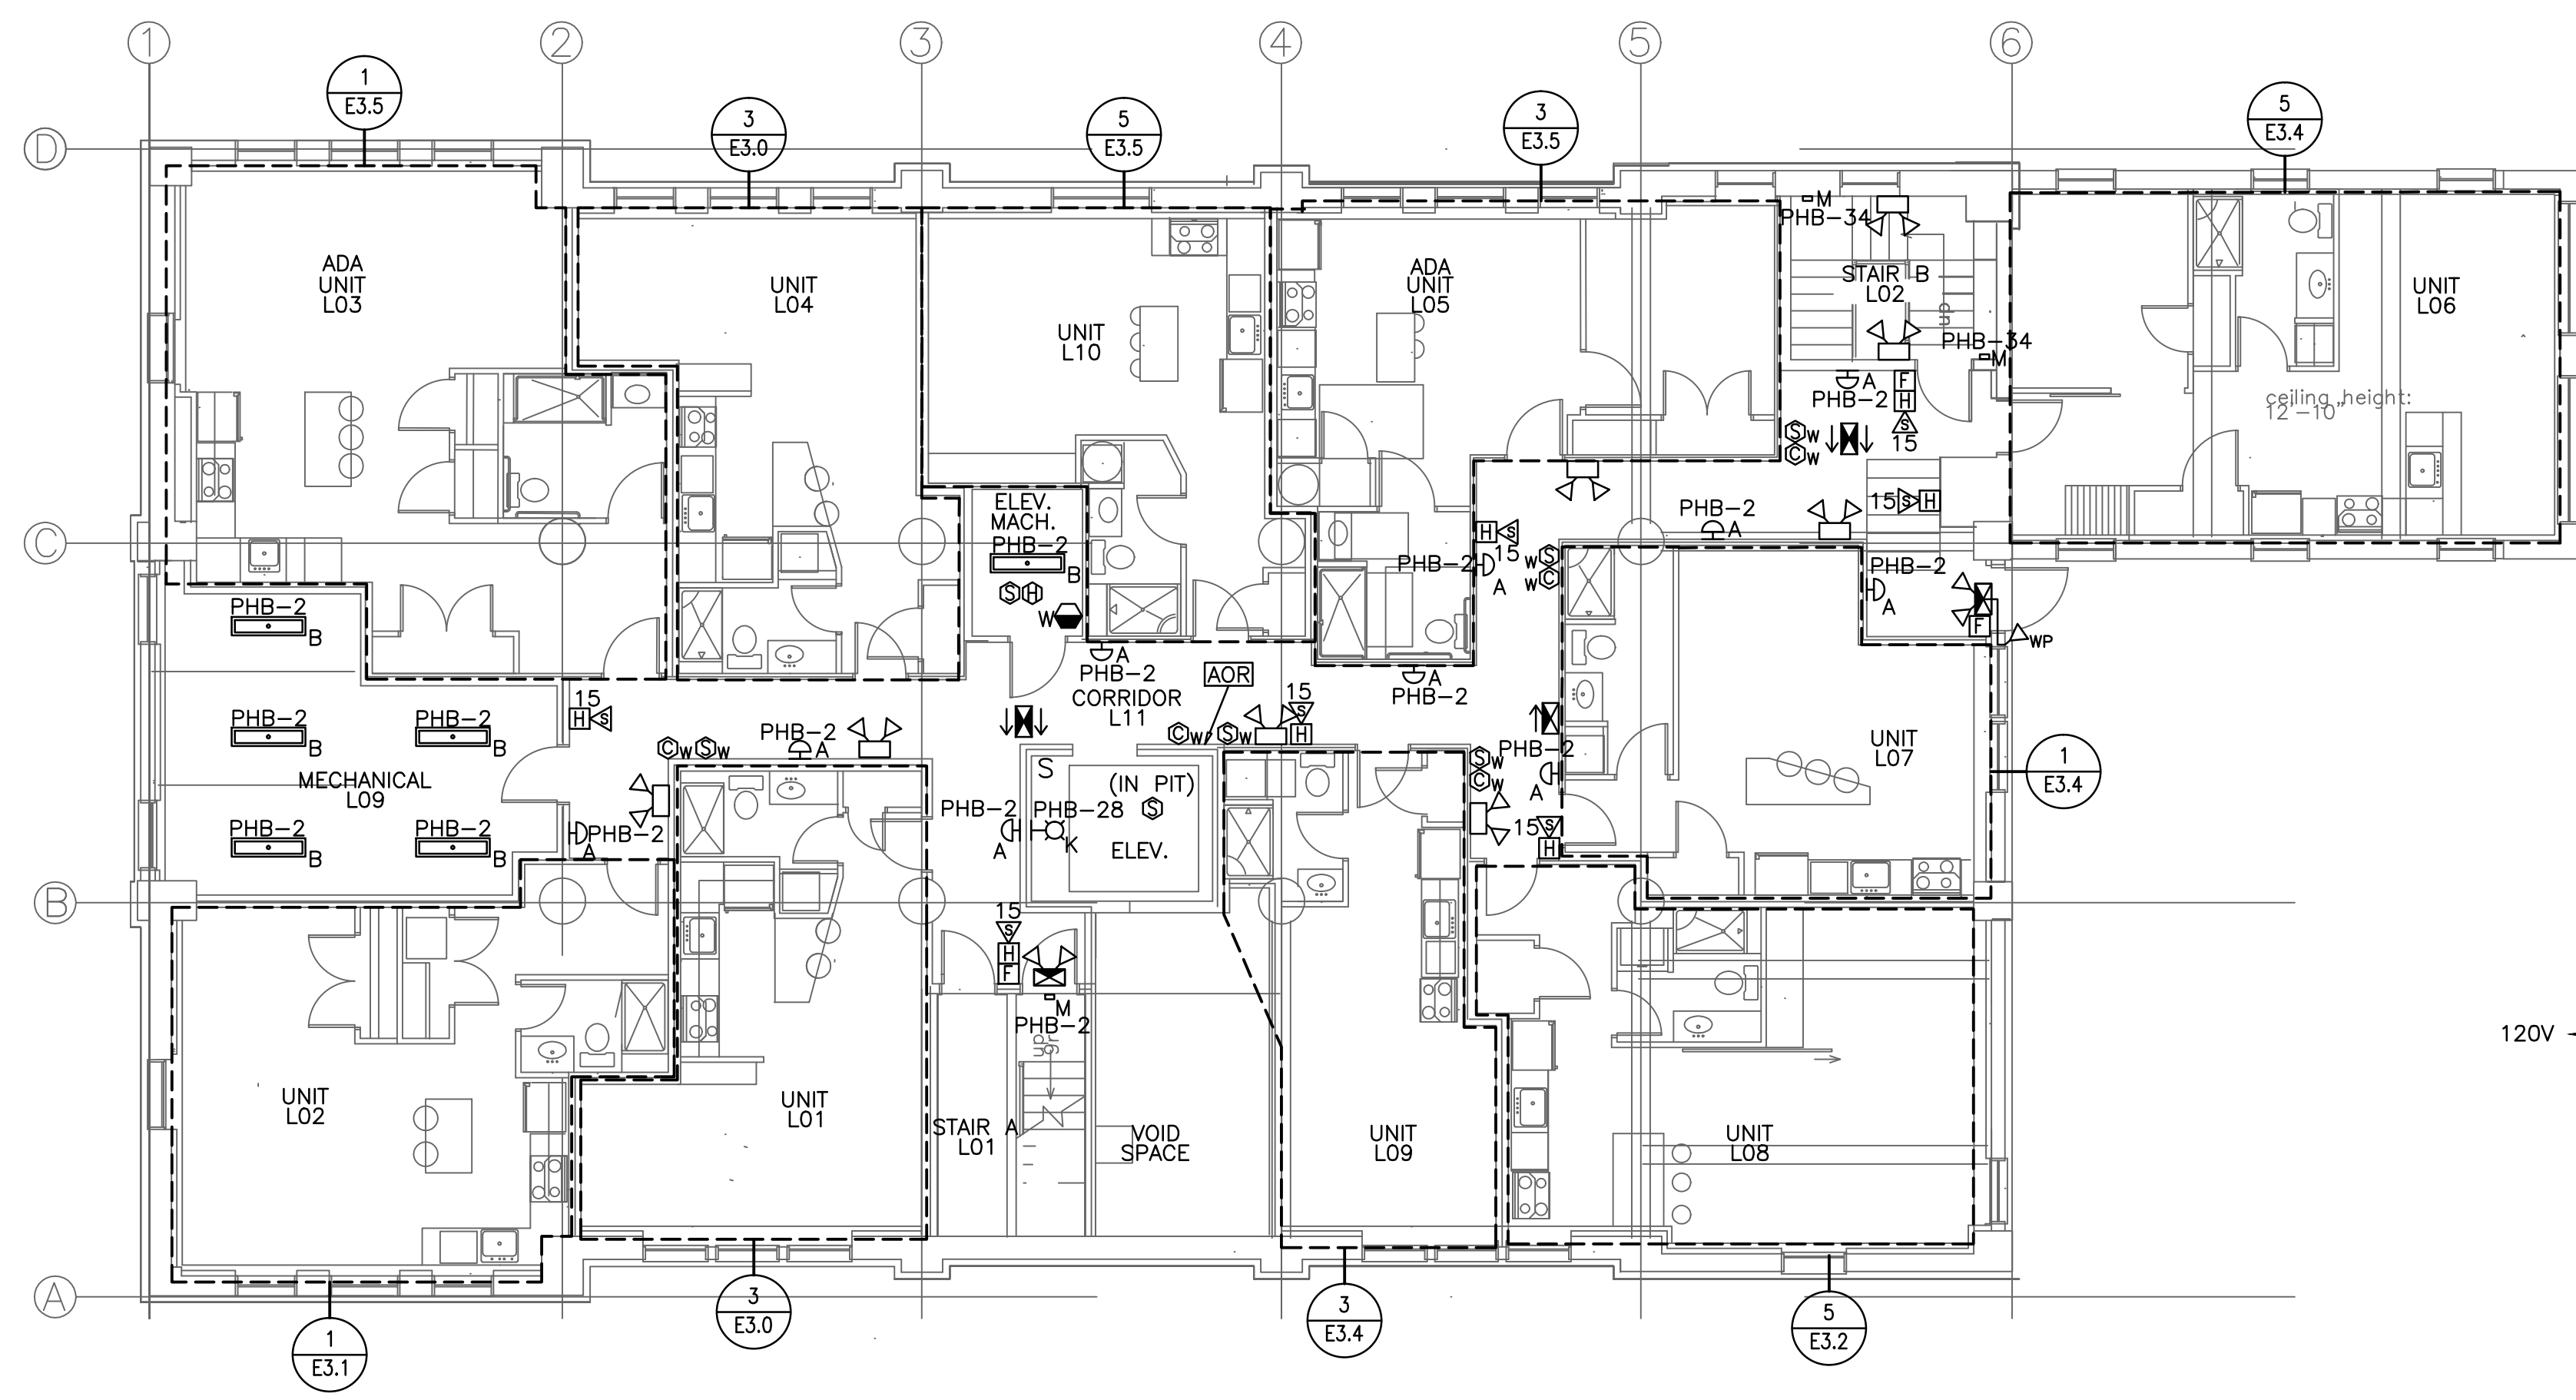 1
2
3
4
5
6
1
E3.5
3
E3.0
5
E3.5
3
E3.5
5
E3.4
D
M
PHB-34
ADA
UNIT
L03
UNIT
L04
UNIT
L10
ADA
UNIT
L05
STAIR B
L02
up
UNIT
L06
PHB-34
M
A
PHB-2
F
H
S
15
ceiling height:
12'-10"
S W
C W
ELEV.
MACH.
PHB-2
B
S H
W
15 S H
PHB-2
A
H S
15
PHB-2
A
W S
W C
C
PHB-2
A
F
WP
PHB-2
B
A
PHB-2
CORRIDOR
L11
AOR
A
PHB-2
15
H S
15
S
H
C W S W
PHB-2
A
C W S W
PHB-2
B
PHB-2
B
MECHANICAL
L09
S
(IN PIT)
S
ELEV.
PHB-2
A
PHB-28
K
S W
C W
PHB-2
A
15 S
H
UNIT
L07
1
E3.4
PHB-2
B
PHB-2
B
PHB-2
A
B
15
S
H
F
M
PHB-2
up
gr
120V
UNIT
L02
UNIT
L01
STAIR A
L01
VOID
SPACE
UNIT
L09
UNIT
L08
A
1
E3.1
3
E3.0
3
E3.4
5
E3.2